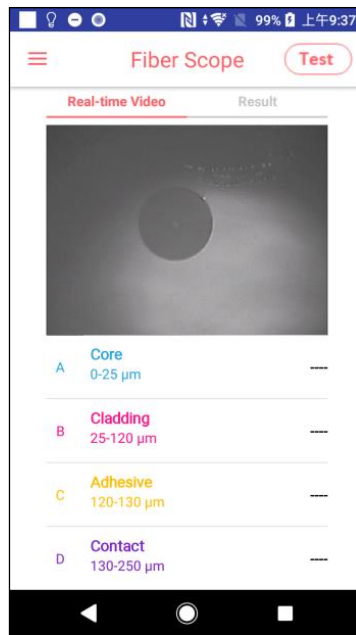 99% 上午9:37
Fiber Scope
Test
Real-time Video
Result
A
Core
0-25 µm
----
B
Cladding
25-120 µm
----
C
Adhesive
120-130 µm
----
D
Contact
130-250 µm
----